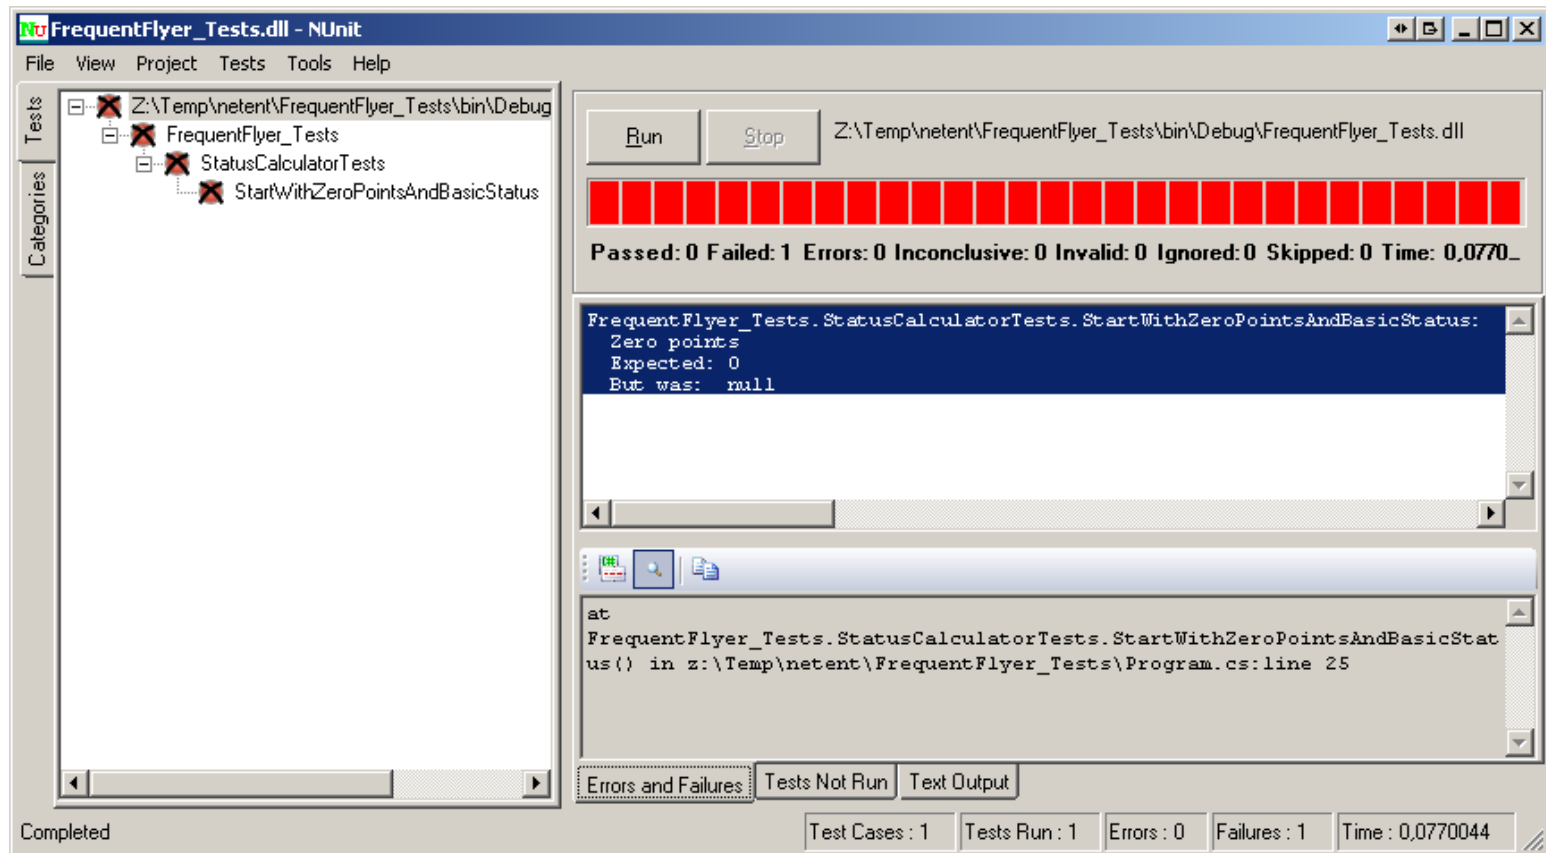 Nu FrequentFlyer_Tests.dll - NUnit
File View Project Tests Tools Help
Tests
Categories
Z:\Temp\netent\FrequentFlyer_Tests\bin\Debug
FrequentFlyer_Tests
StatusCalculatorTests
StartWithZeroPointsAndBasicStatus
Run Stop Z:\Temp\netent\FrequentFlyer_Tests\bin\Debug\FrequentFlyer_Tests.dll
Passed: 0 Failed: 1 Errors: 0 Inconclusive: 0 Invalid: 0 Ignored: 0 Skipped: 0 Time: 0,0770...
FrequentFlyer_Tests.StatusCalculatorTests.StartWithZeroPointsAndBasicStatus:
Zero points
Expected: 0
But was: null
at
FrequentFlyer_Tests.StatusCalculatorTests.StartWithZeroPointsAndBasicStat
us() in z:\Temp\netent\FrequentFlyer_Tests\Program.cs:line 25
Errors and Failures Tests Not Run Text Output
Completed Test Cases : 1 Tests Run : 1 Errors : 0 Failures : 1 Time : 0,0770044